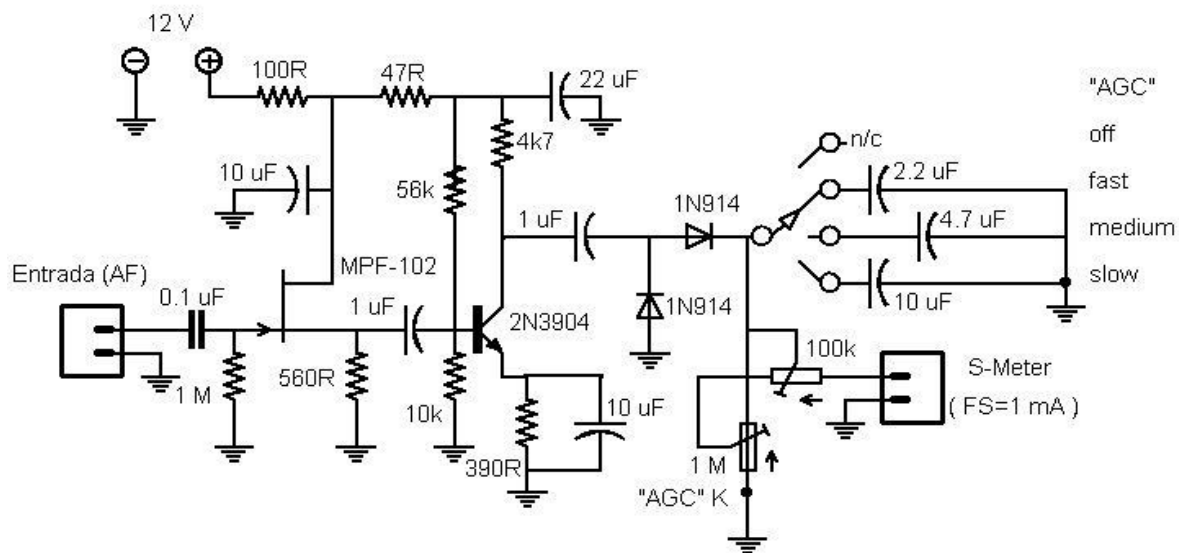 12 V
100R
47R
22 uF
4k7
10 uF
56k
1 uF
1N914
n/c
2.2 uF
4.7 uF
10 uF
"AGC"
off
fast
medium
slow
Entrada (AF)
0.1 uF
MPF-102
1 uF
2N3904
1N914
1 M
560R
10k
390R
10 uF
100k
S-Meter
( FS=1 mA )
1 M
"AGC" K